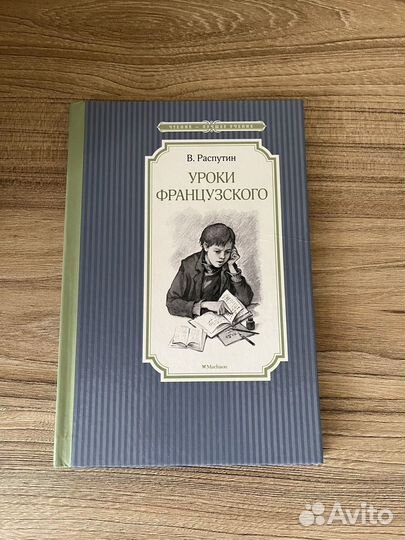 ЧТЕНИЕ – ЛУЧШЕЕ УЧЕНИЕ
В. Распутин
УРОКИ
ФРАНЦУЗСКОГО
Machaon
Avito